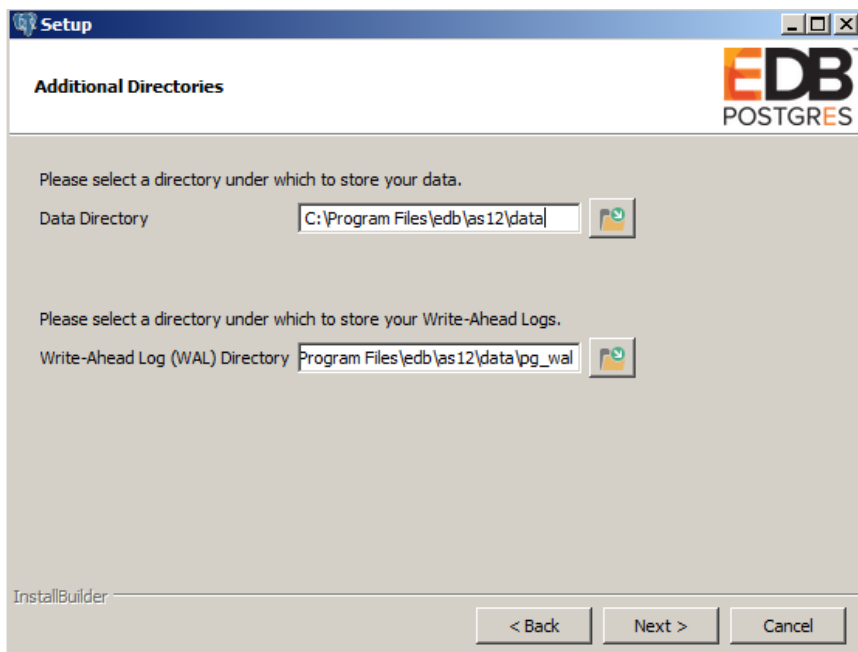 Setup
Additional Directories
EDB
POSTGRES
Please select a directory under which to store your data.
Data Directory C:\Program Files\edb\as12\data
Please select a directory under which to store your Write-Ahead Logs.
Write-Ahead Log (WAL) Directory Program Files\edb\as12\data\pg_wal
InstallBuilder
< Back Next > Cancel